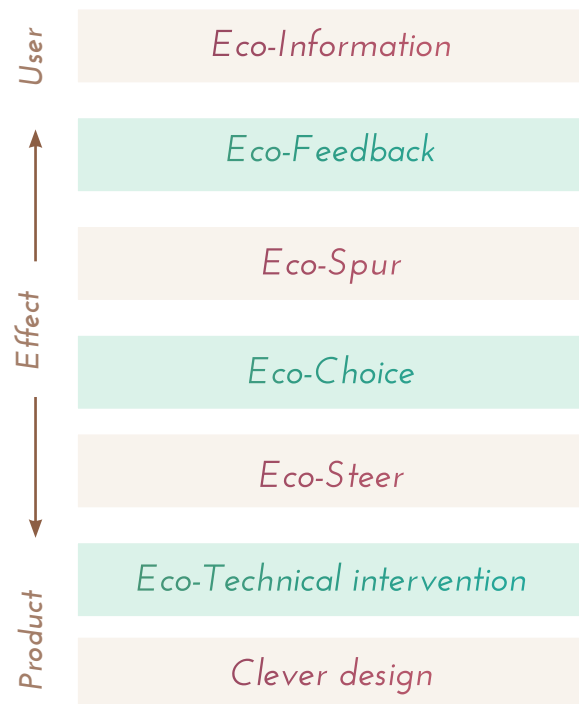 User
Effect
Product
Eco-Information
Eco-Feedback
Eco-Spur
Eco-Choice
Eco-Steer
Eco-Technical intervention
Clever design